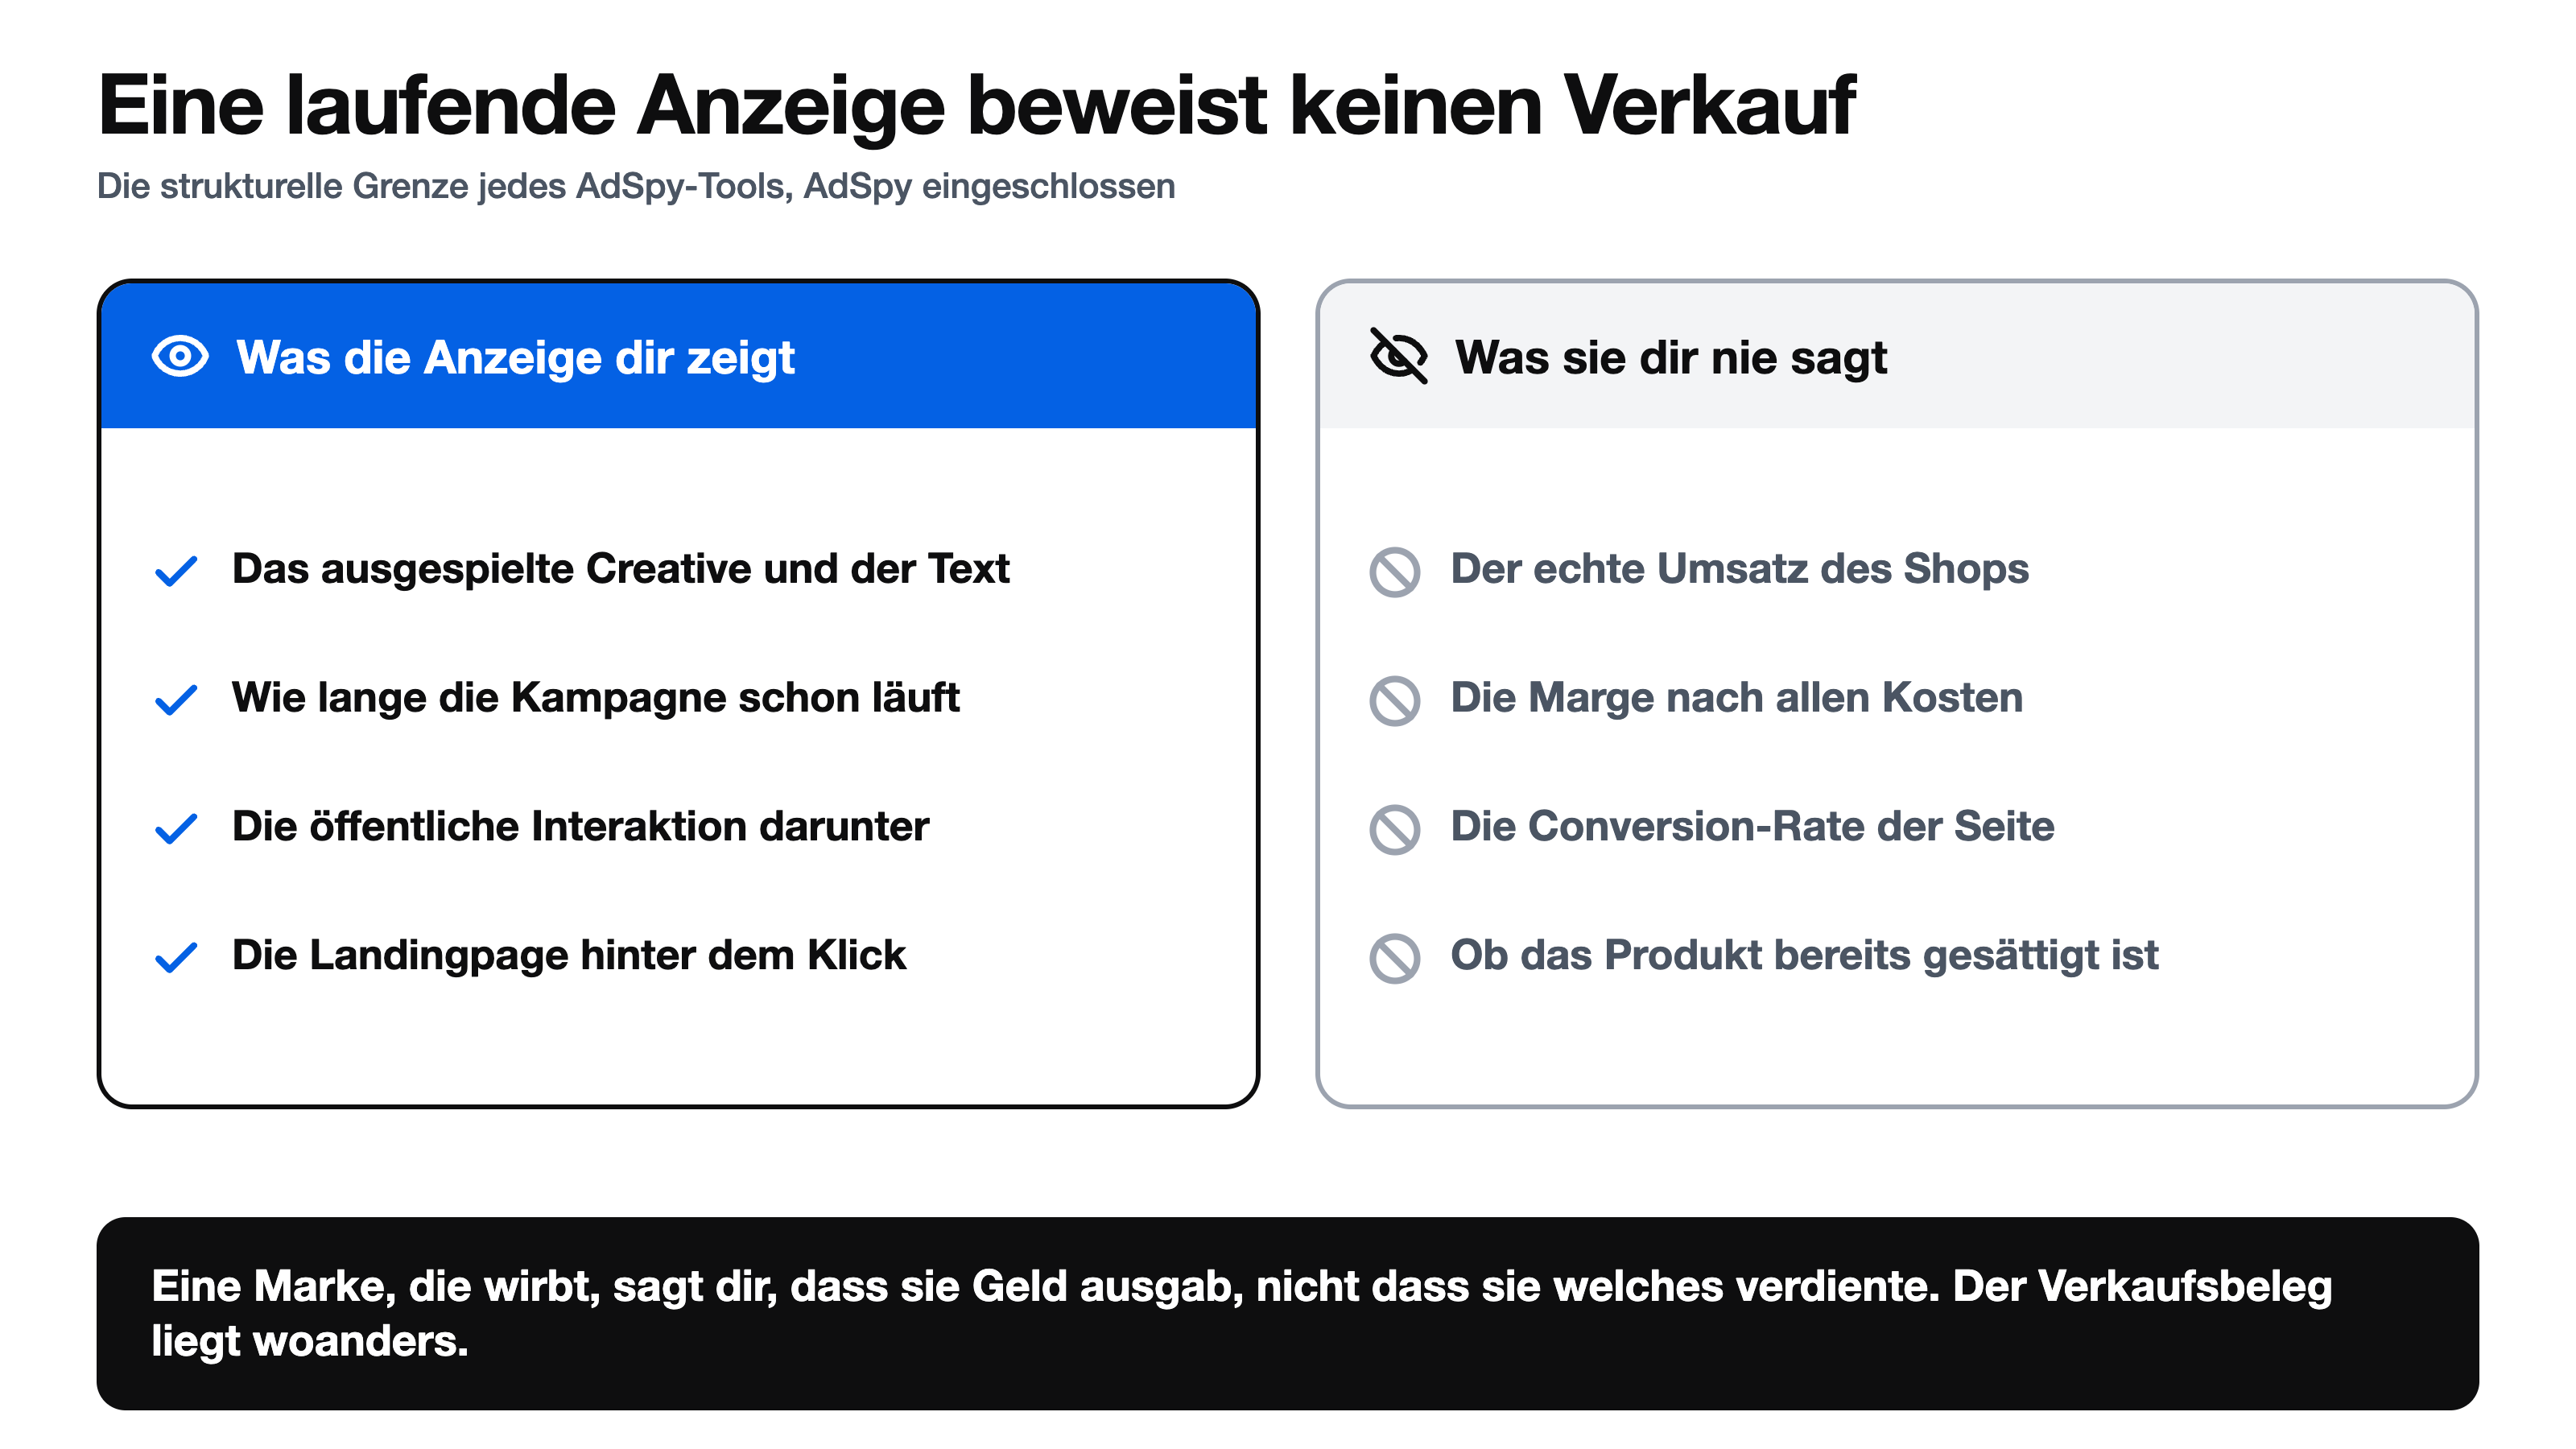 Eine laufende Anzeige beweist keinen Verkauf
Die strukturelle Grenze jedes AdSpy-Tools, AdSpy eingeschlossen
Was die Anzeige dir zeigt
Das ausgespielte Creative und der Text
Wie lange die Kampagne schon läuft
Die öffentliche Interaktion darunter
Die Landingpage hinter dem Klick
Was sie dir nie sagt
Der echte Umsatz des Shops
Die Marge nach allen Kosten
Die Conversion-Rate der Seite
Ob das Produkt bereits gesättigt ist
Eine Marke, die wirbt, sagt dir, dass sie Geld ausgab, nicht dass sie welches verdiente. Der Verkaufsbeleg
liegt woanders.